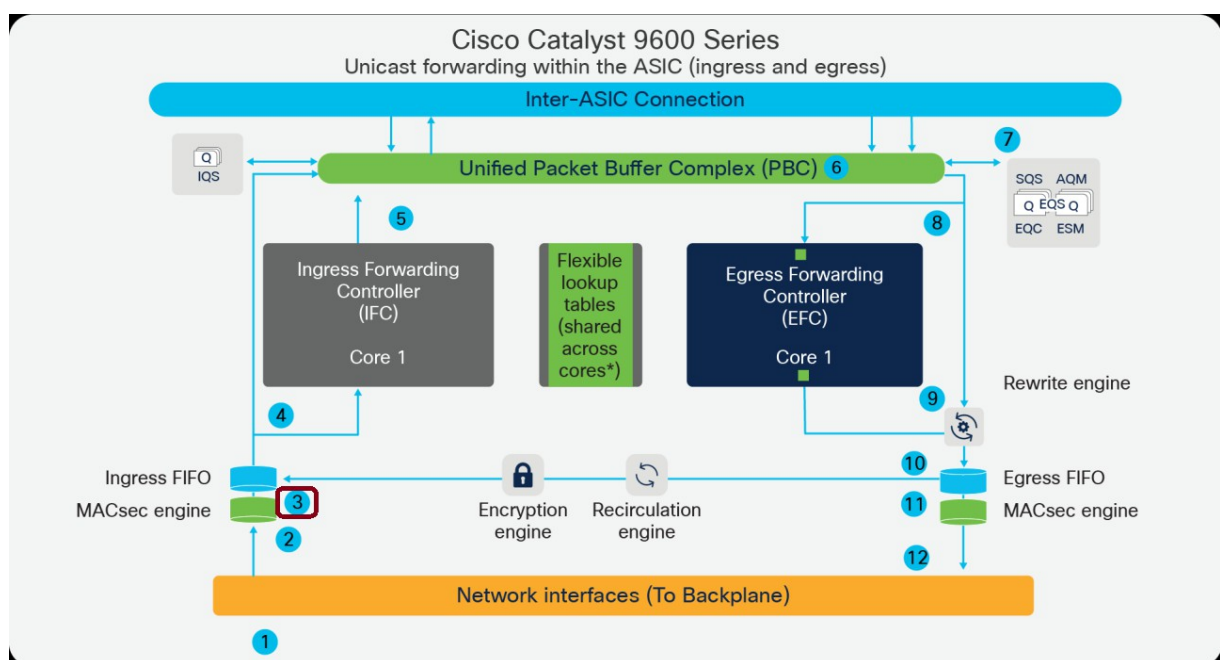 Cisco Catalyst 9600 Series
Unicast forwarding within the ASIC (ingress and egress)
Inter-ASIC Connection
Q
IQS
Unified Packet Buffer Complex (PBC) 6
7
SQS AQM
Q EQS Q
EQC ESM
5
8
Ingress Forwarding
Controller
(IFC)
Core 1
Flexible
lookup
tables
(shared
across
cores*)
Egress Forwarding
Controller
(EFC)
Core 1
4
9
Rewrite engine
Ingress FIFO
3
MACsec engine
2
Encryption
engine
Recirculation
engine
10
Egress FIFO
11
MACsec engine
12
Network interfaces (To Backplane)
1